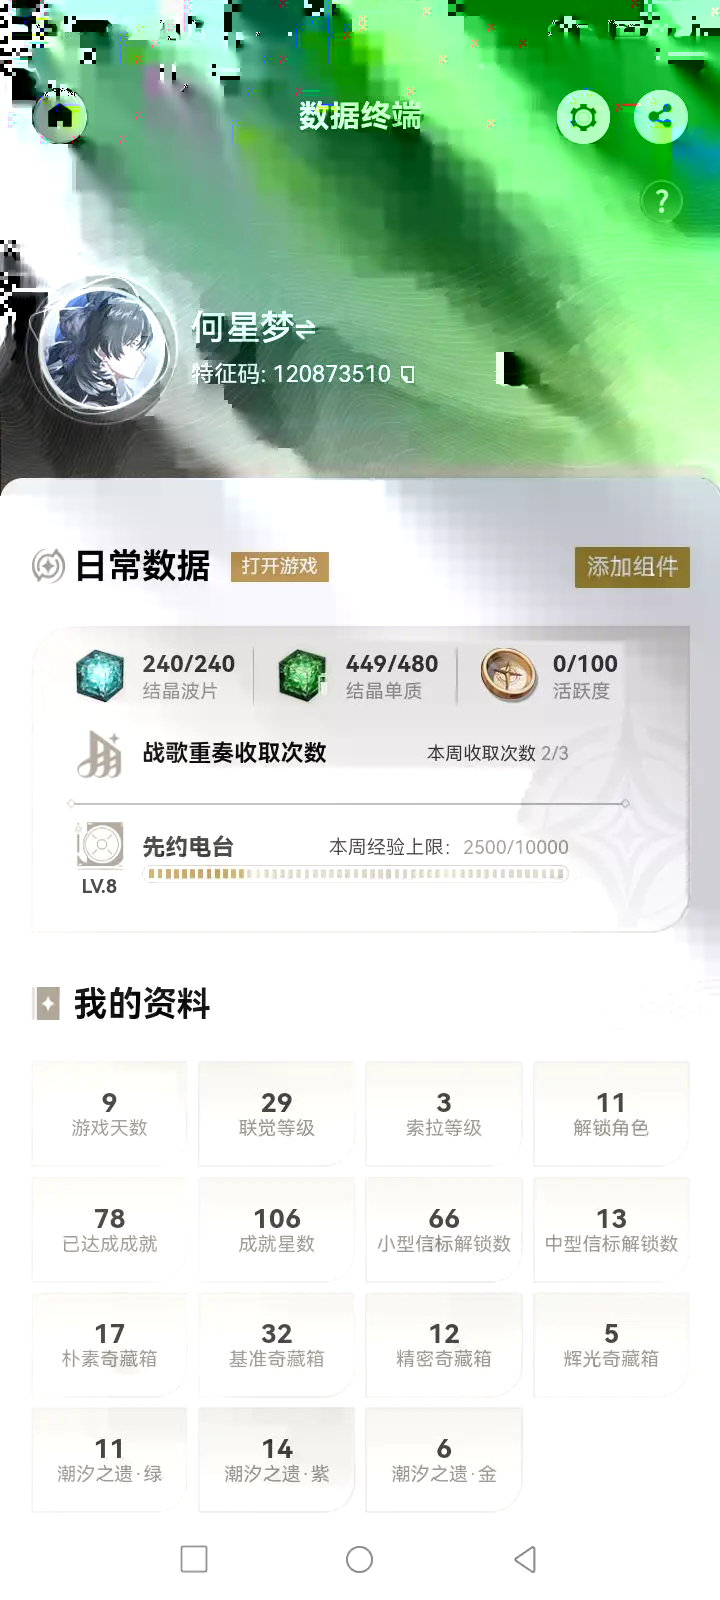 数据终端
?
何星梦
特征码: 120873510
日常数据 打开游戏 添加组件
240/240 449/480 0/100
结晶波片 结晶单质 活跃度
战歌重奏收取次数 本周收取次数 2/3
先约电台 本周经验上限: 2500/10000
LV.8
我的资料
9 29 3 11
游戏天数 联觉等级 索拉等级 解锁角色
78 106 66 13
已达成成就 成就星数 小型信标解锁数 中型信标解锁数
17 32 12 5
朴素奇藏箱 基准奇藏箱 精密奇藏箱 辉光奇藏箱
11 14 6
潮汐之遗·绿 潮汐之遗·紫 潮汐之遗·金